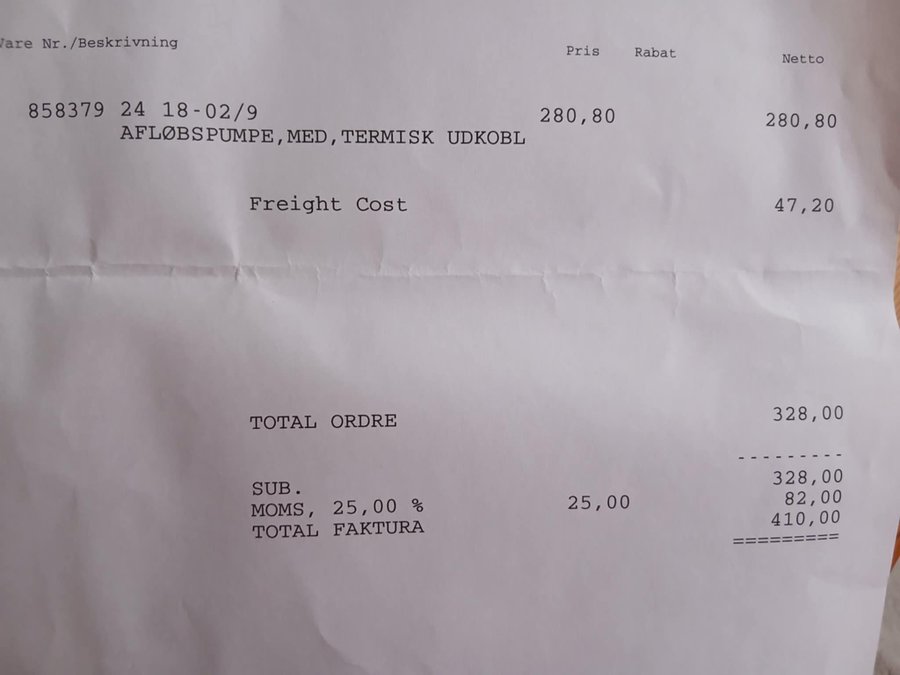 Vare Nr./Beskrivning Pris Rabat Netto
858379 24 18-02/9 280,80 280,80
AFLØBSPUMPE,MED,TERMISK UDKOBL
Freight Cost 47,20
TOTAL ORDRE 328,00
---------
SUB. 328,00
MOMS, 25,00 % 25,00 82,00
TOTAL FAKTURA 410,00
=========